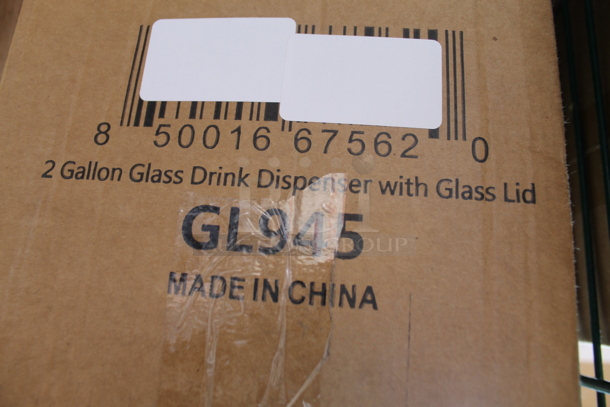 8 50016 67562 0
2 Gallon Glass Drink Dispenser with Glass Lid
GL945
MADE IN CHINA